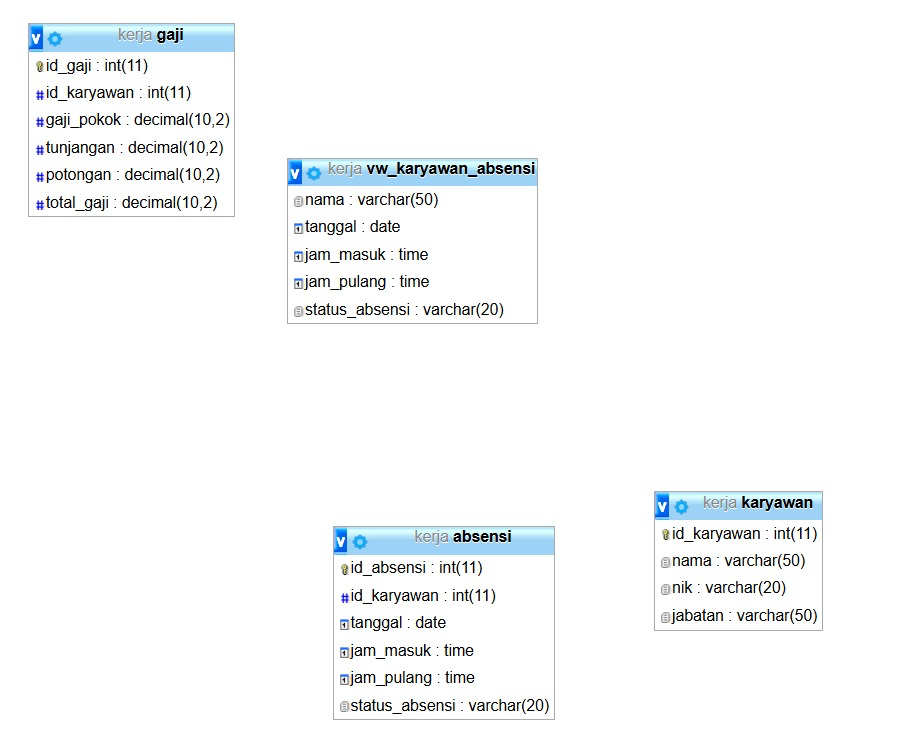 kerja gaji
id_gaji : int(11)
id_karyawan : int(11)
gaji_pokok : decimal(10,2)
tunjangan : decimal(10,2)
potongan : decimal(10,2)
total_gaji : decimal(10,2)
kerja vw_karyawan_absensi
nama : varchar(50)
tanggal : date
jam_masuk : time
jam_pulang : time
status_absensi : varchar(20)
kerja absensi
id_absensi : int(11)
id_karyawan : int(11)
tanggal : date
jam_masuk : time
jam_pulang : time
status_absensi : varchar(20)
kerja karyawan
id_karyawan : int(11)
nama : varchar(50)
nik : varchar(20)
jabatan : varchar(50)